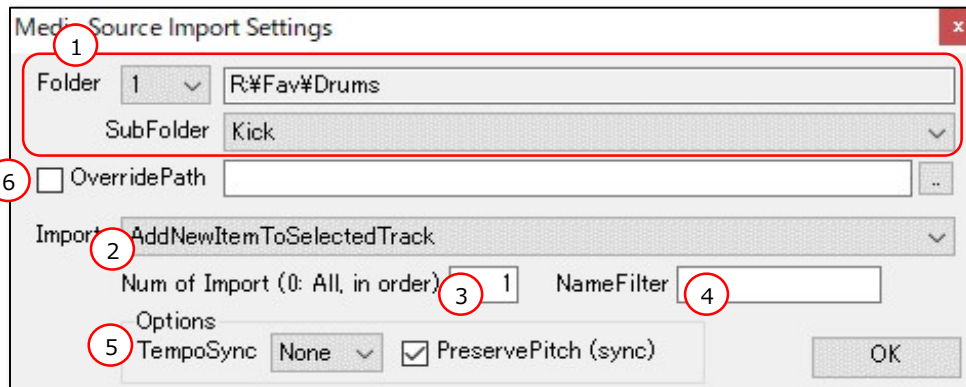 Media Source Import Settings
x
1
Folder 1 R:¥Fav¥Drums
SubFolder Kick
6 OverridePath ..
Import AddNewItemToSelectedTrack
2
Num of Import (0: All, in order) 3 1 NameFilter 4
Options
5 TempoSync None PreservePitch (sync) OK